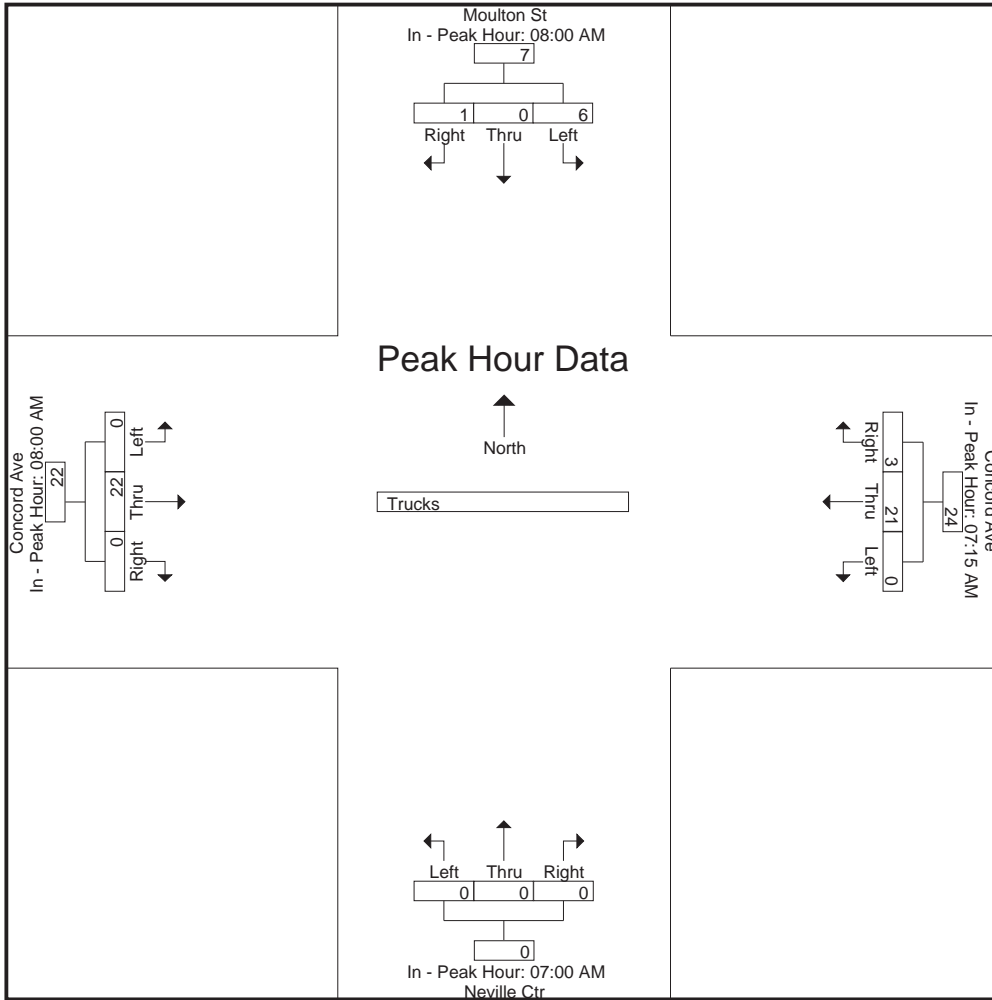 Moulton St
In - Peak Hour: 08:00 AM
7
1 0 6
Right Thru Left
Peak Hour Data
North
Trucks
Concord Ave
In - Peak Hour: 08:00 AM
22
0 22 0
Left Thru Right
Concord Ave
In - Peak Hour: 07:15 AM
24
3 21 0
Right Thru Left
Left Thru Right
0 0 0
0
In - Peak Hour: 07:00 AM
Neville Ctr